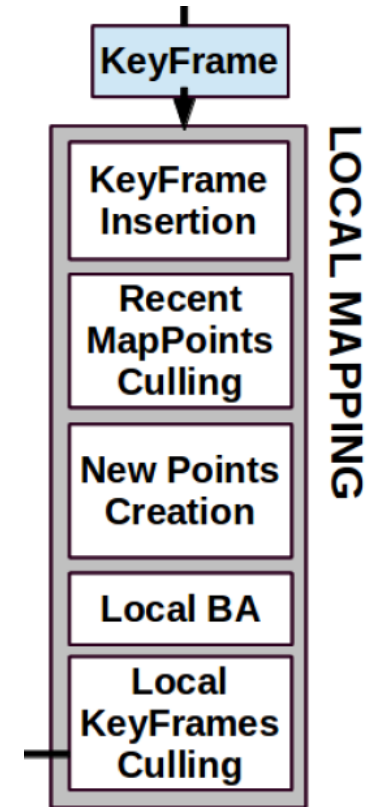 KeyFrame
LOCAL MAPPING
KeyFrame
Insertion
Recent
MapPoints
Culling
New Points
Creation
Local BA
Local
KeyFrames
Culling